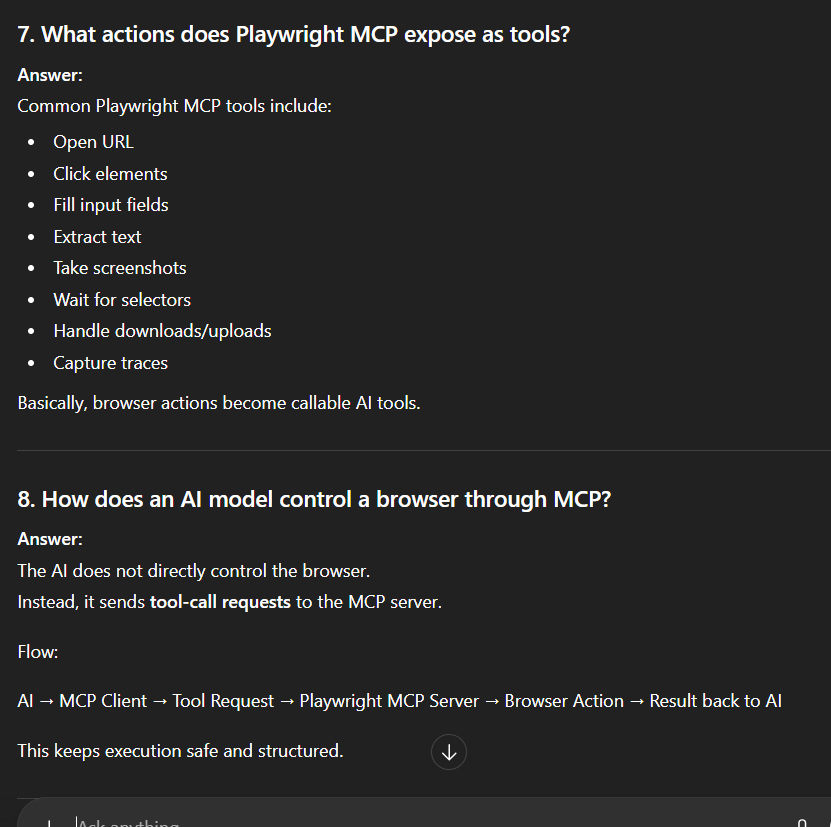 7. What actions does Playwright MCP expose as tools?
Answer:
Common Playwright MCP tools include:
• Open URL
• Click elements
• Fill input fields
• Extract text
• Take screenshots
• Wait for selectors
• Handle downloads/uploads
• Capture traces
Basically, browser actions become callable AI tools.
8. How does an AI model control a browser through MCP?
Answer:
The AI does not directly control the browser.
Instead, it sends tool-call requests to the MCP server.
Flow:
AI → MCP Client → Tool Request → Playwright MCP Server → Browser Action → Result back to AI
This keeps execution safe and structured.
Ask anything